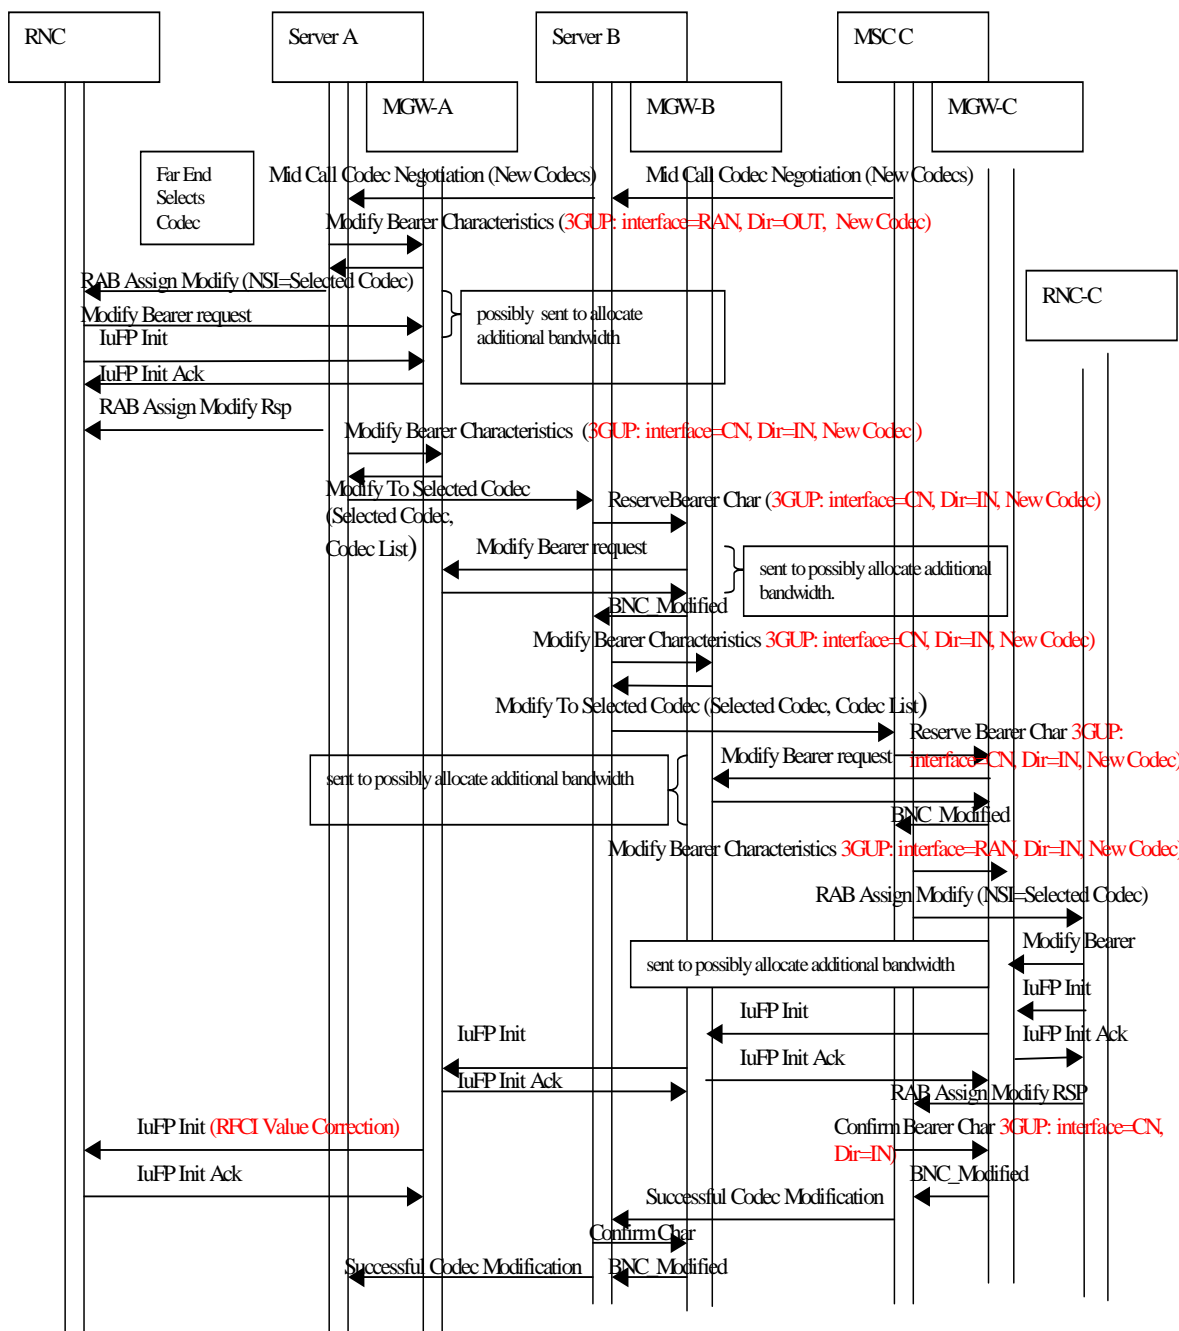 RNC
Server A
Server B
MSC C
MGW-A
MGW-B
MGW-C
Far End
Selects
Codec
Mid Call Codec Negotiation (New Codecs)
Mid Call Codec Negotiation (New Codecs)
Modify Bearer Characteristics (3GUP: interface=RAN, Dir=OUT, New Codec)
RAB Assign Modify (NSI=Selected Codec)
RNC-C
Modify Bearer request
possibly sent to allocate
additional bandwidth
IuFP Init
IuFP Init Ack
RAB Assign Modify Rsp
Modify Bearer Characteristics (3GUP: interface=CN, Dir=IN, New Codec )
Modify To Selected Codec
(Selected Codec,
Codec List)
ReserveBearer Char (3GUP: interface=CN, Dir=IN, New Codec)
Modify Bearer request
sent to possibly allocate additional
bandwidth.
BNC_Modified
Modify Bearer Characteristics 3GUP: interface=CN, Dir=IN, New Codec)
Modify To Selected Codec (Selected Codec, Codec List)
Reserve Bearer Char 3GUP:
interface=CN, Dir=IN, New Codec)
Modify Bearer request
sent to possibly allocate additional bandwidth
BNC_Modified
Modify Bearer Characteristics 3GUP: interface=RAN, Dir=IN, New Codec)
RAB Assign Modify (NSI=Selected Codec)
Modify Bearer
sent to possibly allocate additional bandwidth
IuFP Init
IuFP Init
IuFP Init
IuFP Init Ack
IuFP Init Ack
IuFP Init Ack
RAB Assign Modify RSP
IuFP Init (RFCI Value Correction)
Confirm Bearer Char 3GUP: interface=CN,
Dir=IN)
IuFP Init Ack
BNC_Modified
Successful Codec Modification
Confirm Char
Successful Codec Modification
BNC_Modified